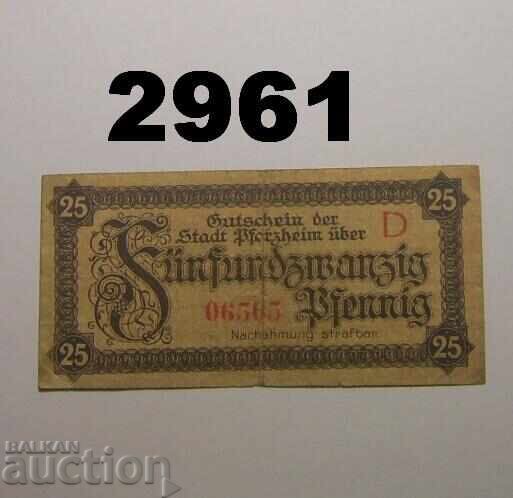 2961
25 25
Gutschein der
Stadt Pforzheim über D
Fünfundzwanzig
06565 Pfennig
Nachahmung strafbar.
25 25
BALKAN
auction